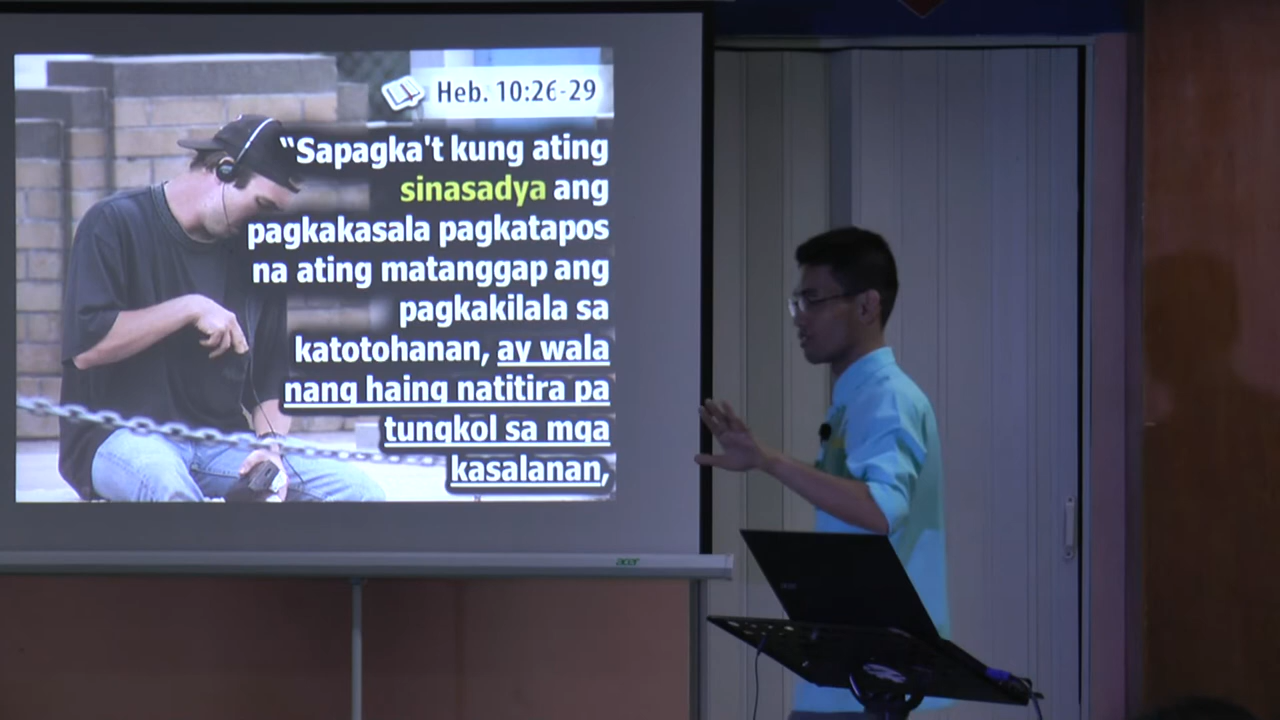 Heb. 10:26-29
“Sapagka't kung ating
sinasadya ang
pagkakasala pagkatapos
na ating matanggap ang
pagkakilala sa
katotohanan, ay wala
nang haing natitira pa
tungkol sa mga
kasalanan,
acer